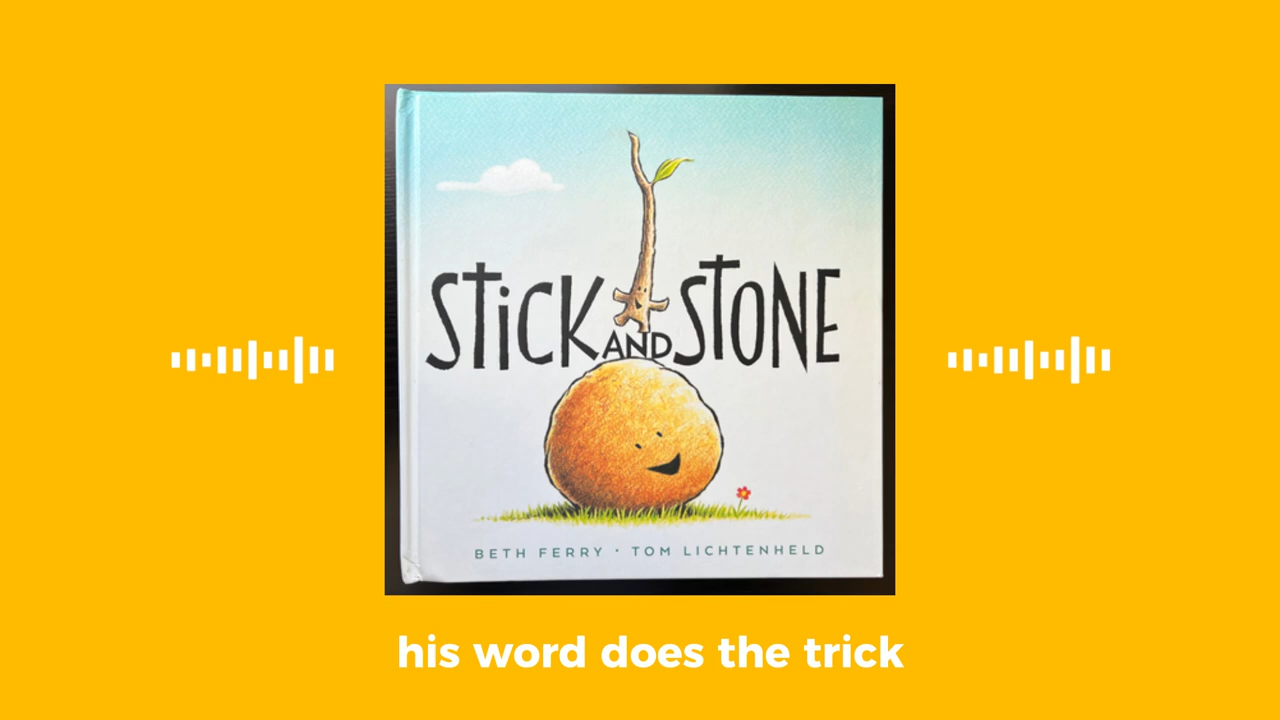 STiCK AND STONE
BETH FERRY • TOM LICHTENHELD
his word does the trick